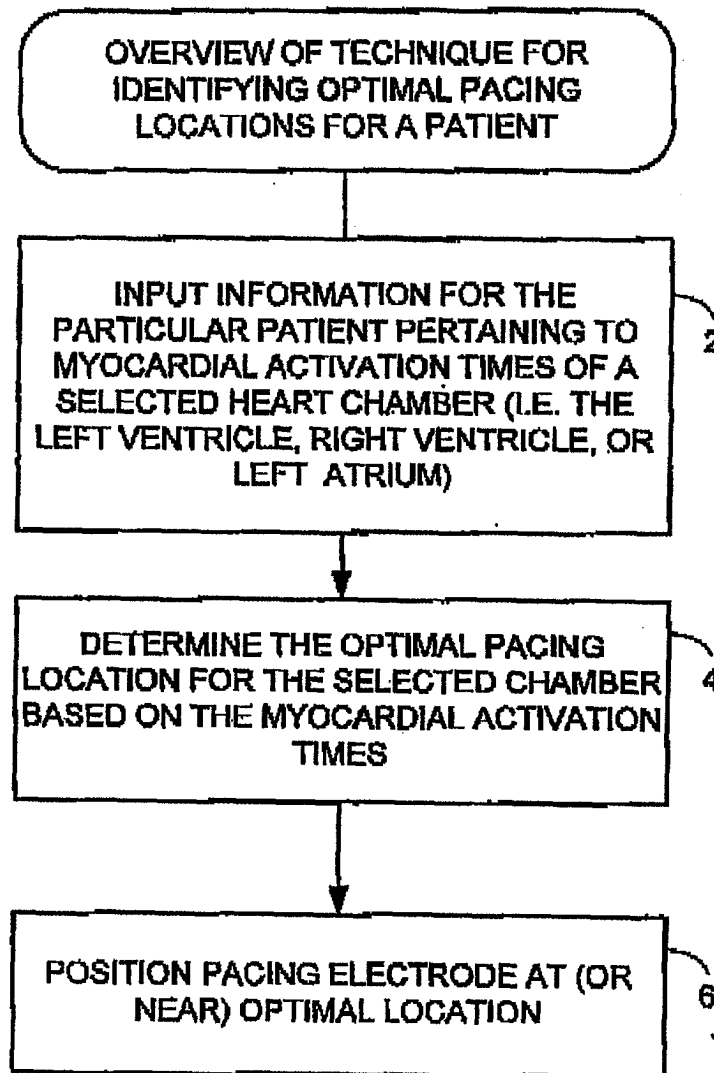 OVERVIEW OF TECHNIQUE FOR
IDENTIFYING OPTIMAL PACING
LOCATIONS FOR A PATIENT
INPUT INFORMATION FOR THE
PARTICULAR PATIENT PERTAINING TO
MYOCARDIAL ACTIVATION TIMES OF A
SELECTED HEART CHAMBER (I.E. THE
LEFT VENTRICLE, RIGHT VENTRICLE, OR
LEFT ATRIUM)
2
DETERMINE THE OPTIMAL PACING
LOCATION FOR THE SELECTED CHAMBER
BASED ON THE MYOCARDIAL ACTIVATION
TIMES
4
POSITION PACING ELECTRODE AT (OR
NEAR) OPTIMAL LOCATION
6